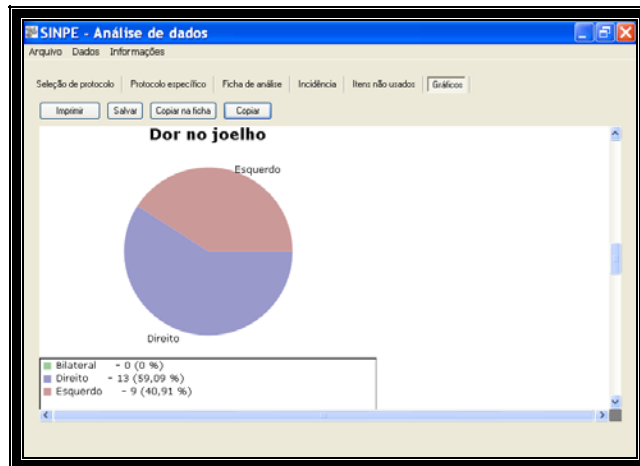 SINPE - Análise de dados
Arquivo Dados Informações
Seleção de protocolo Protocolo específico Ficha de análise Incidência Itens não usados Gráficos
Imprimir Salvar Copiar na ficha Copiar
Dor no joelho
Esquerdo
Direito
Bilateral - 0 (0 %)
Direito - 13 (59,09 %)
Esquerdo - 9 (40,91 %)